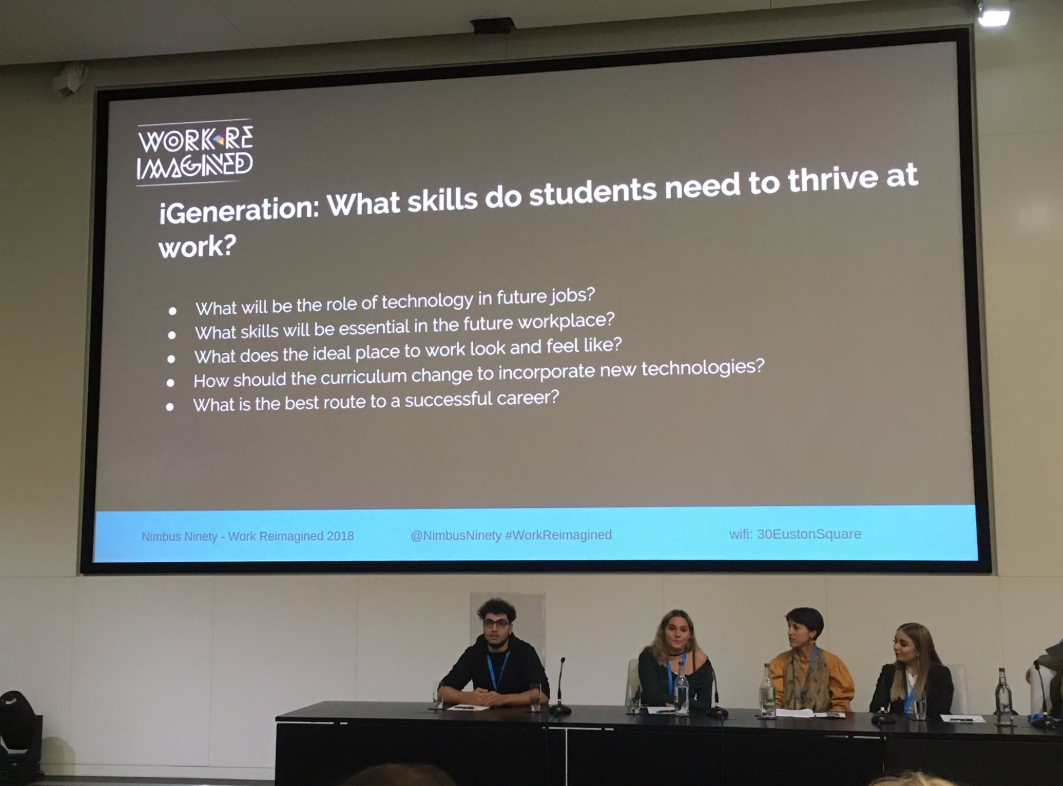 WORK RE
IMAGINED
iGeneration: What skills do students need to thrive at
work?
● What will be the role of technology in future jobs?
● What skills will be essential in the future workplace?
● What does the ideal place to work look and feel like?
● How should the curriculum change to incorporate new technologies?
● What is the best route to a successful career?
Nimbus Ninety - Work Reimagined 2018 @NimbusNinety #WorkReimagined wifi: 30EustonSquare